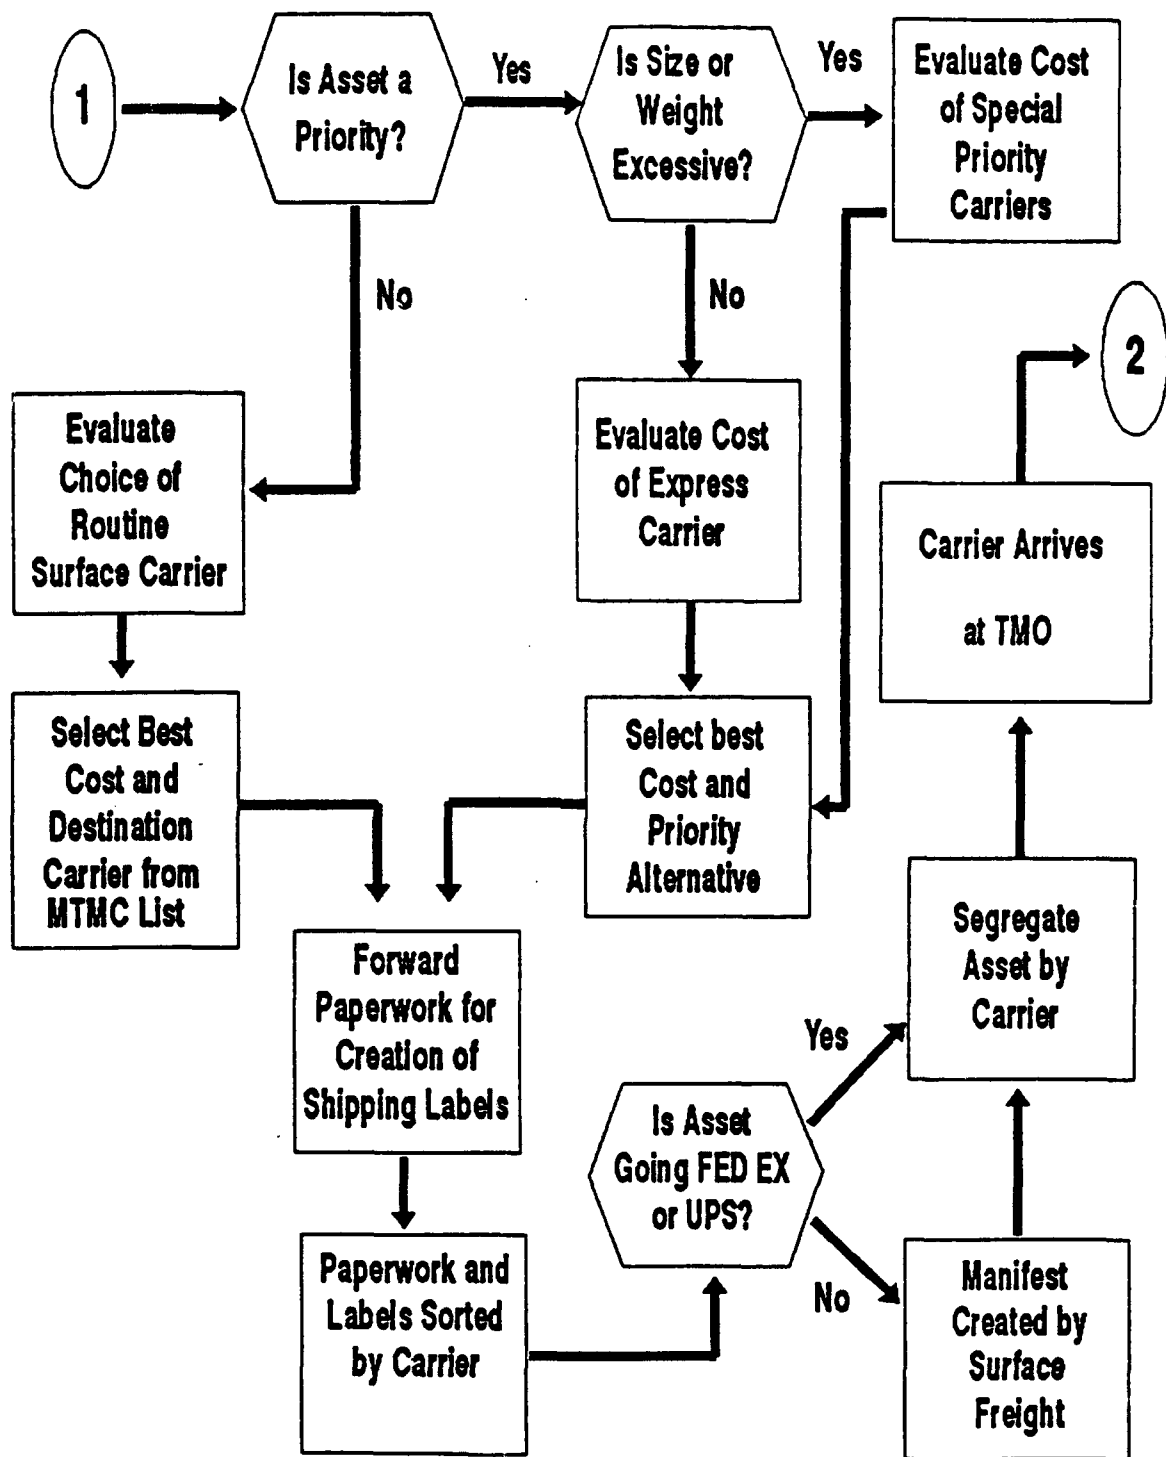 1
Is Asset a
Priority?
Yes
Is Size or
Weight
Excessive?
Yes
Evaluate Cost
of Special
Priority
Carriers
No
No
2
Evaluate
Choice of
Routine
Surface Carrier
Evaluate Cost
of Express
Carrier
Carrier Arrives
at TMO
Select Best
Cost and
Destination
Carrier from
MTMC List
Select best
Cost and
Priority
Alternative
Segregate
Asset by
Carrier
Forward
Paperwork for
Creation of
Shipping Labels
Yes
Is Asset
Going FED EX
or UPS?
No
Paperwork and
Labels Sorted
by Carrier
Manifest
Created by
Surface
Freight